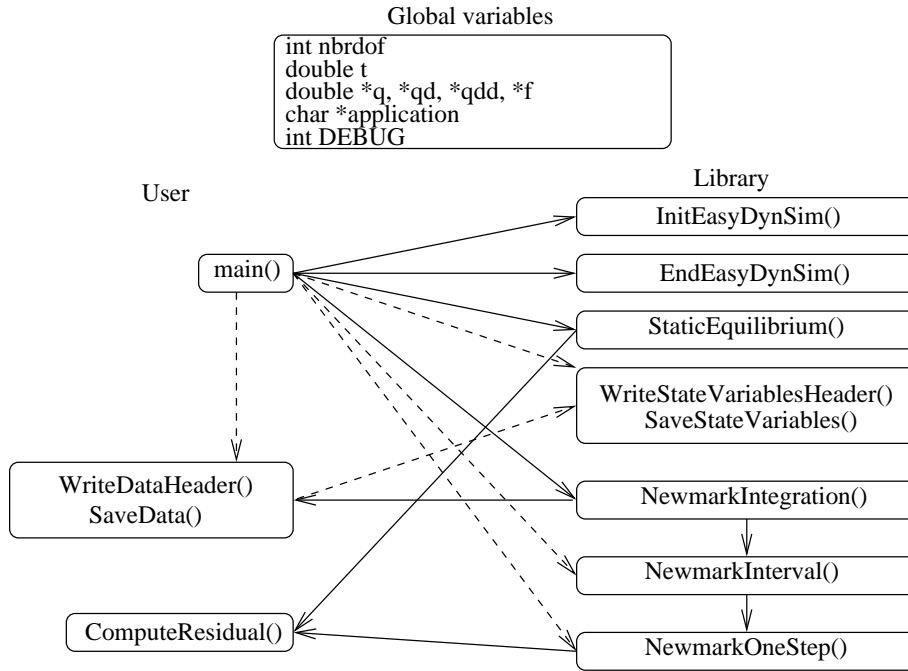 Global variables
int nbrdof
double t
double *q, *qd, *qdd, *f
char *application
int DEBUG
User
Library
InitEasyDynSim()
main()
EndEasyDynSim()
StaticEquilibrium()
WriteStateVariablesHeader()
SaveStateVariables()
WriteDataHeader()
SaveData()
NewmarkIntegration()
NewmarkInterval()
ComputeResidual()
NewmarkOneStep()